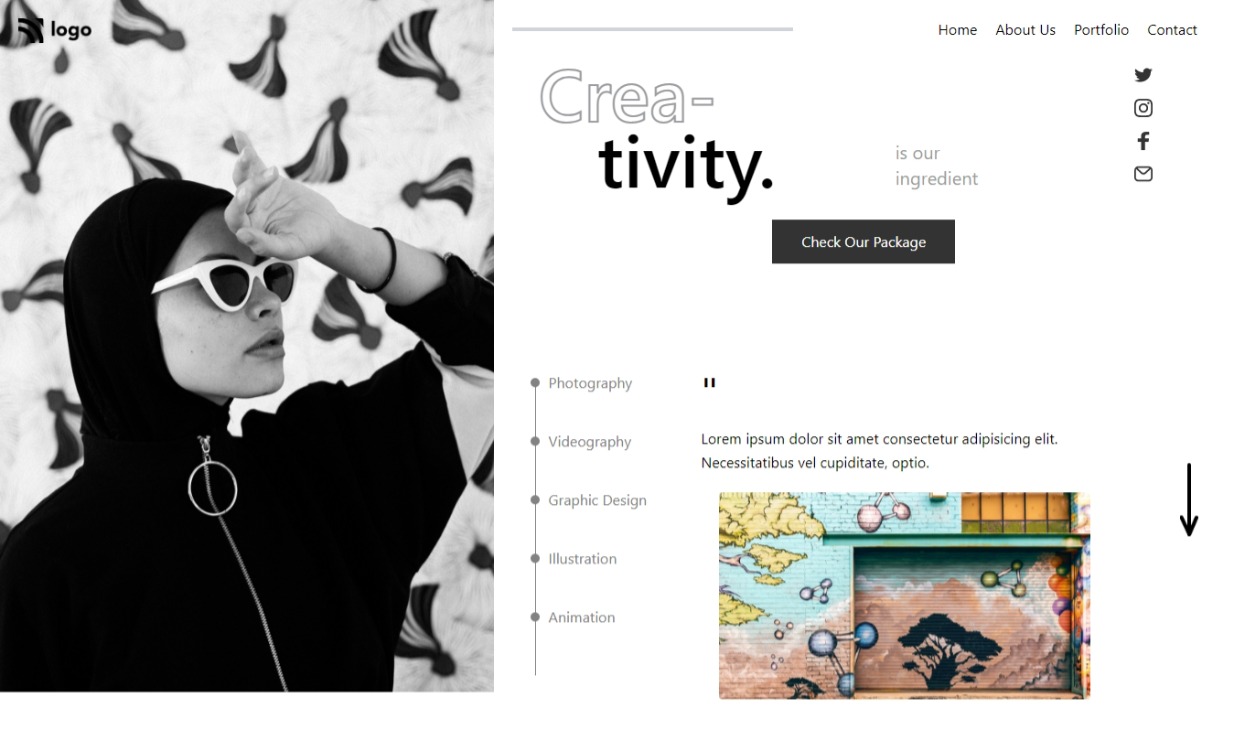 logo
Home About Us Portfolio Contact
Crea-
tivity.
is our
ingredient
Check Our Package
Photography
Videography
Graphic Design
Illustration
Animation
"
Lorem ipsum dolor sit amet consectetur adipisicing elit.
Necessitatibus vel cupiditate, optio.